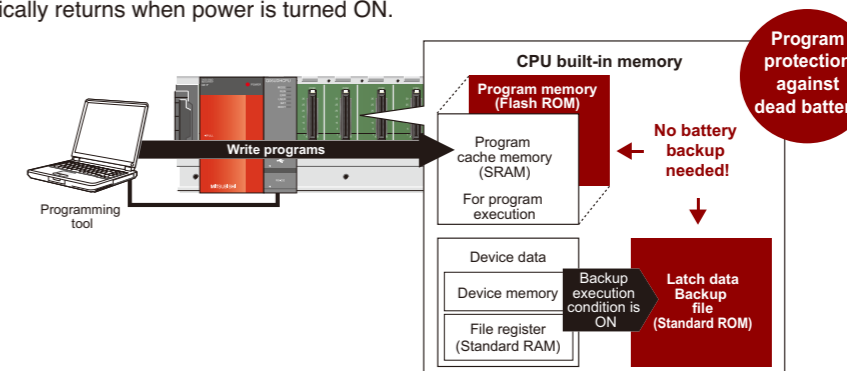 ically returns when power is turned ON.
CPU built-in memory
Program
protection
against
dead batter
Program memory
(Flash ROM)
Program
cache memory
(SRAM)
For program
execution
No battery
backup
needed!
Write programs
Programming
tool
Device data
Device memory
File register
(Standard RAM)
Backup
execution
condition is
ON
Latch data
Backup
file
(Standard ROM)